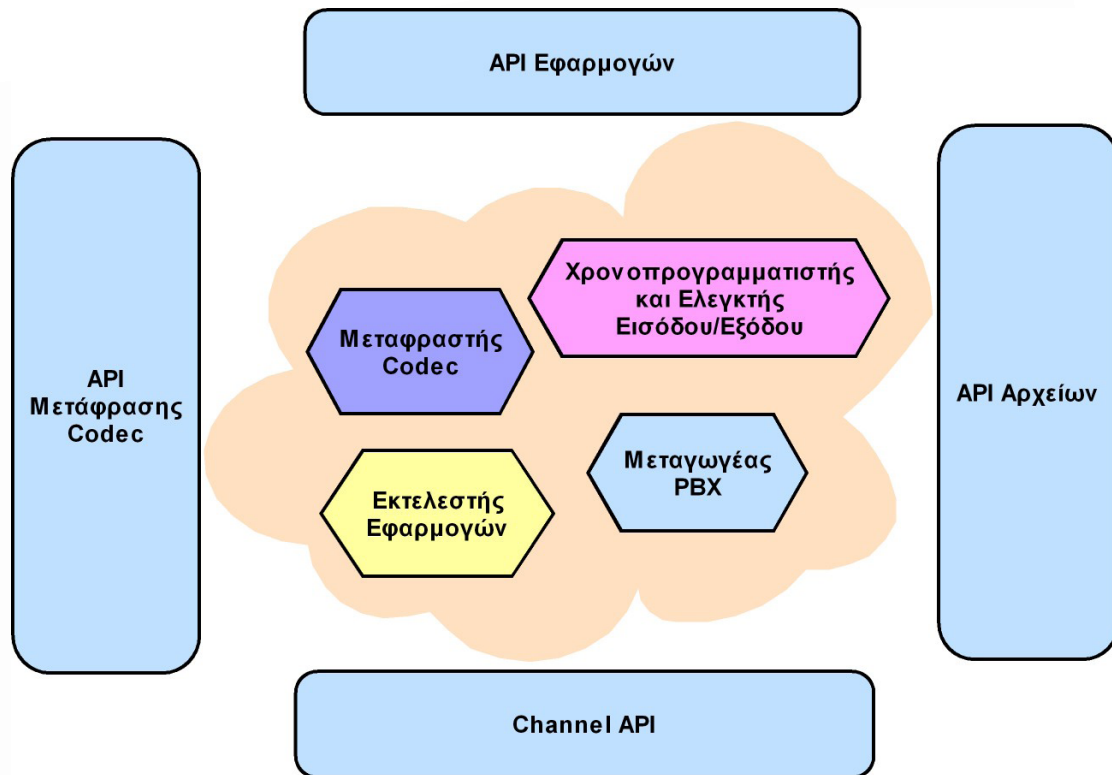 API Εφαρμογών
Χρονοπρογραμματιστής
και Ελεγκτής
Εισόδου/Εξόδου
Μεταφραστής
Codec
API
Μετάφρασης
Codec
API Αρχείων
Μεταγωγέας
PBX
Εκτελεστής
Εφαρμογών
Channel API